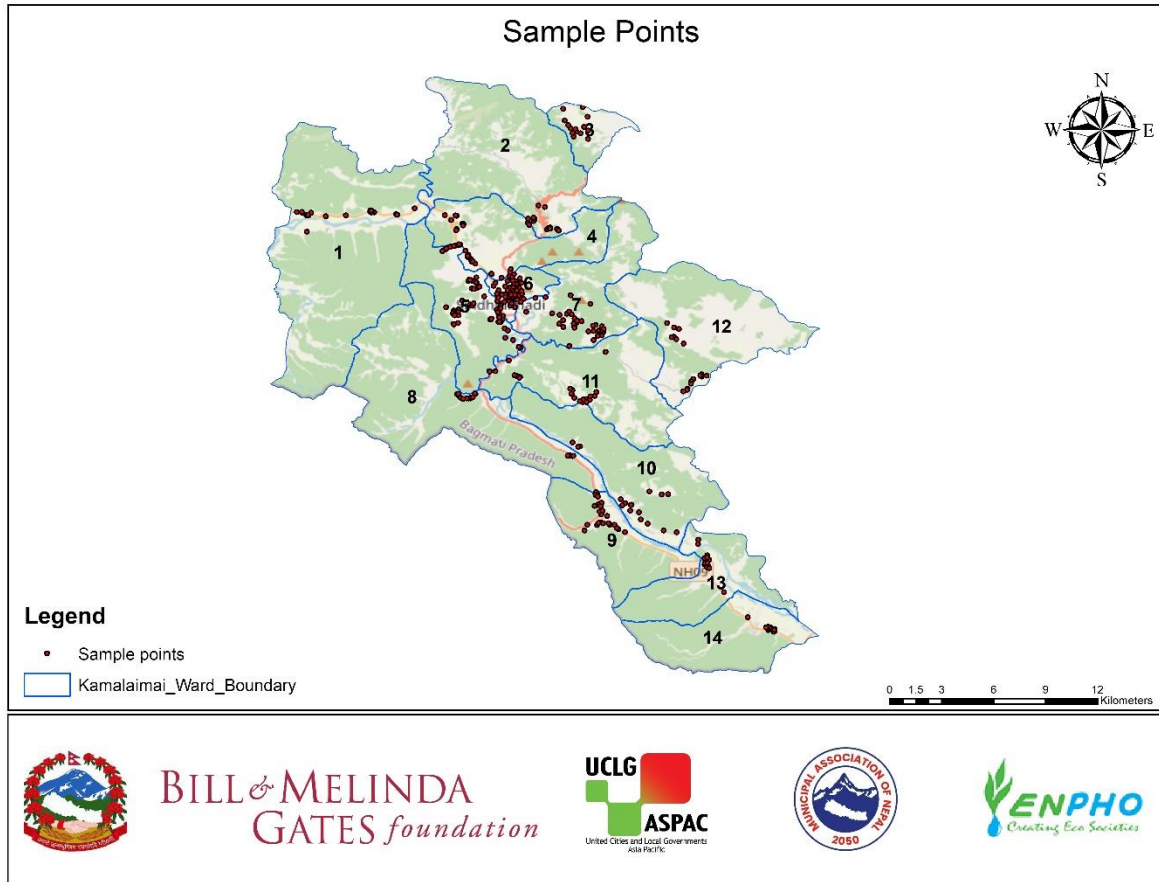 Sample Points
N
W E
S
3
2
4
1
6
7
12
5
11
8
Bagmati Pradesh
10
9
NH09
13
14
Legend
Sample points
Kamalaimai_Ward_Boundary
0 1.5 3 6 9 12
Kilometers
BILL & MELINDA
GATES foundation
UCLG
ASPAC
United Cities and Local Governments
Asia Pacific
MUNICIPAL ASSOCIATION OF NEPAL
2050
ENPHO
Creating Eco Societies